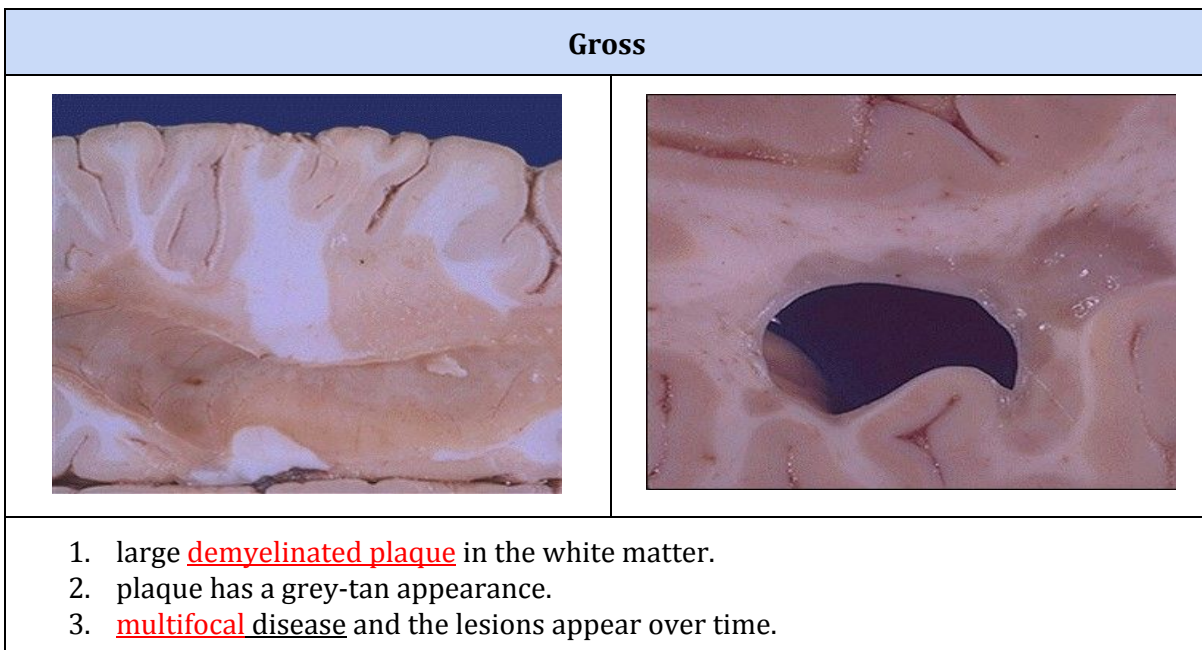 Gross
1. large demyelinated plaque in the white matter.
2. plaque has a grey-tan appearance.
3. multifocal disease and the lesions appear over time.